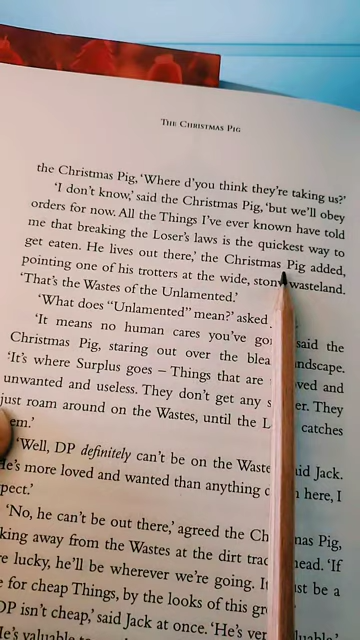 THE CHRISTMAS PIG
the Christmas Pig, 'Where d'you think they're taking us?'
'I don't know,' said the Christmas Pig, 'but we'll obey
orders for now. All the Things I've ever known have told
me that breaking the Loser's laws is the quickest way to
get eaten. He lives out there,' the Christmas Pig added,
pointing one of his trotters at the wide, stony wasteland.
'That's the Wastes of the Unlamented.'
'What does "Unlamented" mean?' asked
'It means no human cares you've go said the
Christmas Pig, staring out over the blea ndscape.
'It's where Surplus goes – Things that are ved and
unwanted and useless. They don't get any s er. They
just roam around on the Wastes, until the L catches
em.'
'Well, DP definitely can't be on the Waste aid Jack.
He's more loved and wanted than anything here, I
pect.'
'No, he can't be out there,' agreed the Ch mas Pig,
king away from the Wastes at the dirt trac head. 'If
re lucky, he'll be wherever we're going. It ust be a
e for cheap Things, by the looks of this gr
DP isn't cheap,' said Jack at once. 'He's ver
He's valuable to